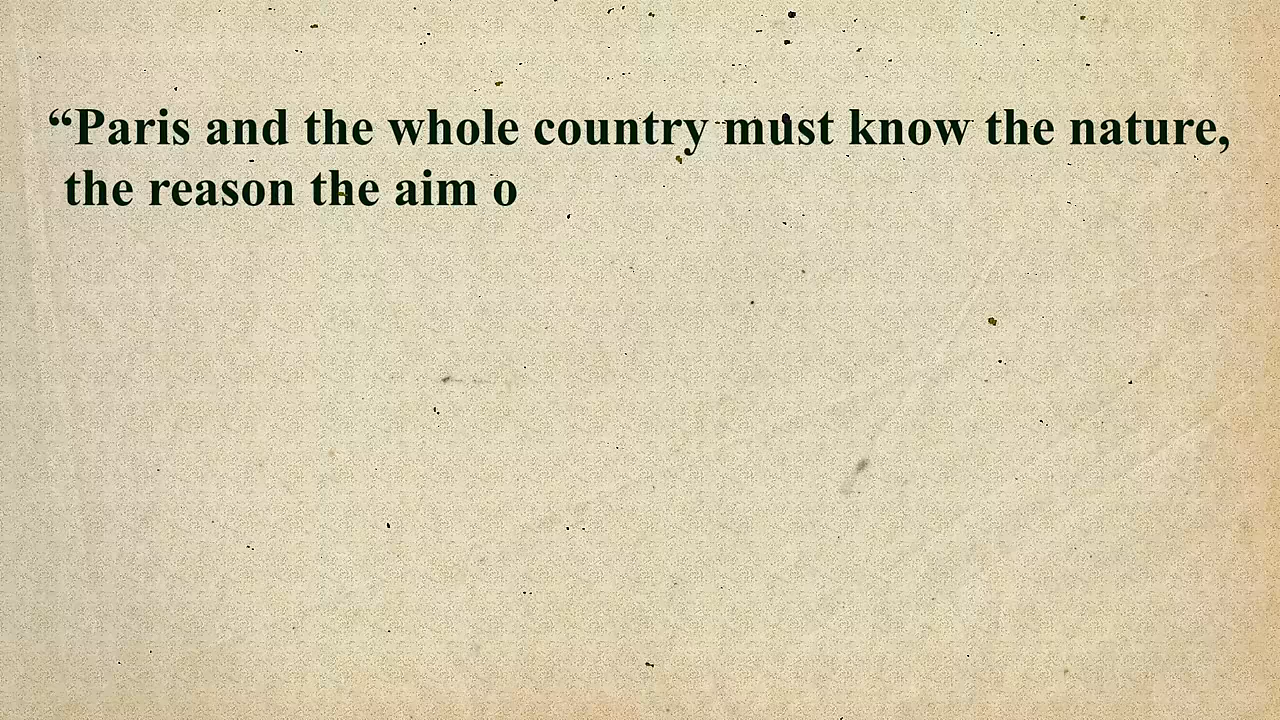 “Paris and the whole country must know the nature,
the reason the aim o